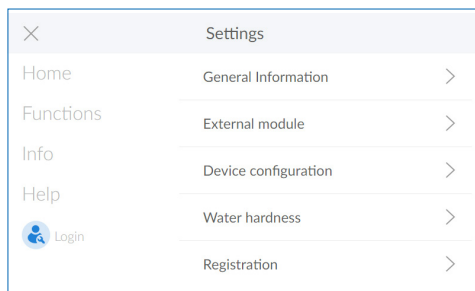 Settings
Home
Functions
Info
Help
Login
General Information
External module
Device configuration
Water hardness
Registration